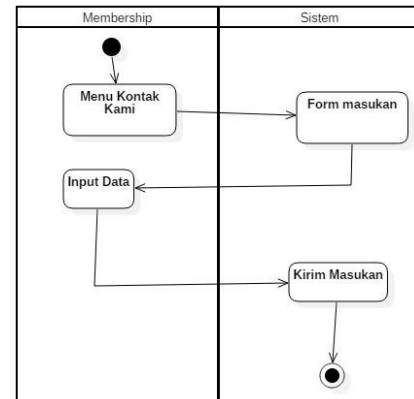 Membership
Sistem
Menu Kontak
Kami
Form masukan
Input Data
Kirim Masukan